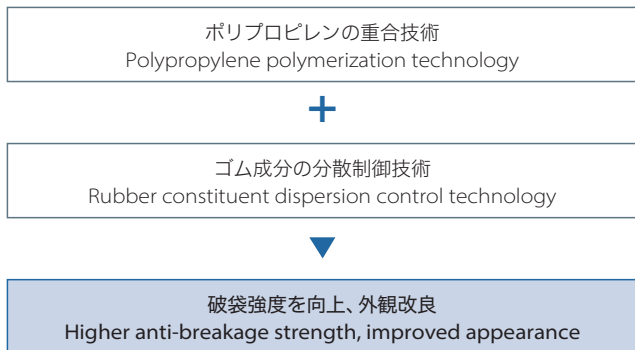 ポリプロピレンの重合技術
Polypropylene polymerization technology
+
ゴム成分の分散制御技術
Rubber constituent dispersion control technology
▼
破袋強度を向上、外観改良
Higher anti-breakage strength, improved appearance